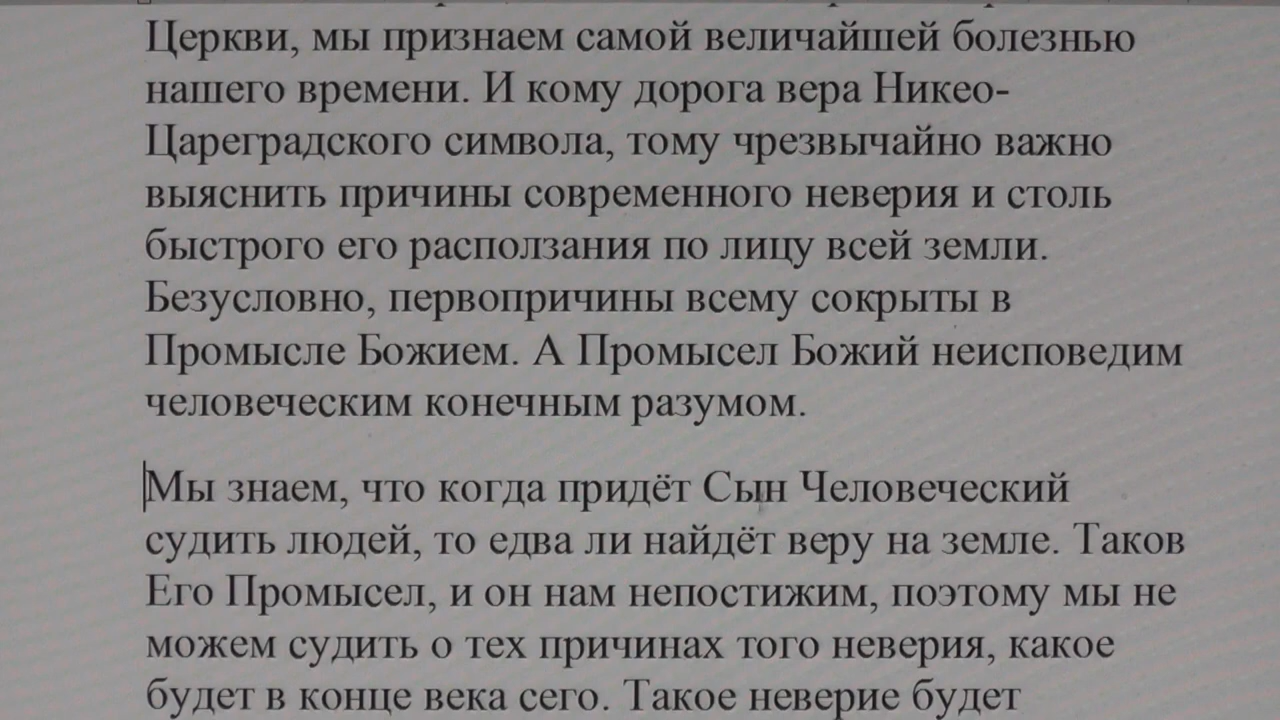 Церкви, мы признаем самой величайшей болезнью
нашего времени. И кому дорога вера Никео-
Цареградского символа, тому чрезвычайно важно
выяснить причины современного неверия и столь
быстрого его расползания по лицу всей земли.
Безусловно, первопричины всему сокрыты в
Промысле Божием. А Промысел Божий неисповедим
человеческим конечным разумом.
Мы знаем, что когда придёт Сын Человеческий
судить людей, то едва ли найдёт веру на земле. Таков
Его Промысел, и он нам непостижим, поэтому мы не
можем судить о тех причинах того неверия, какое
будет в конце века сего. Такое неверие будет